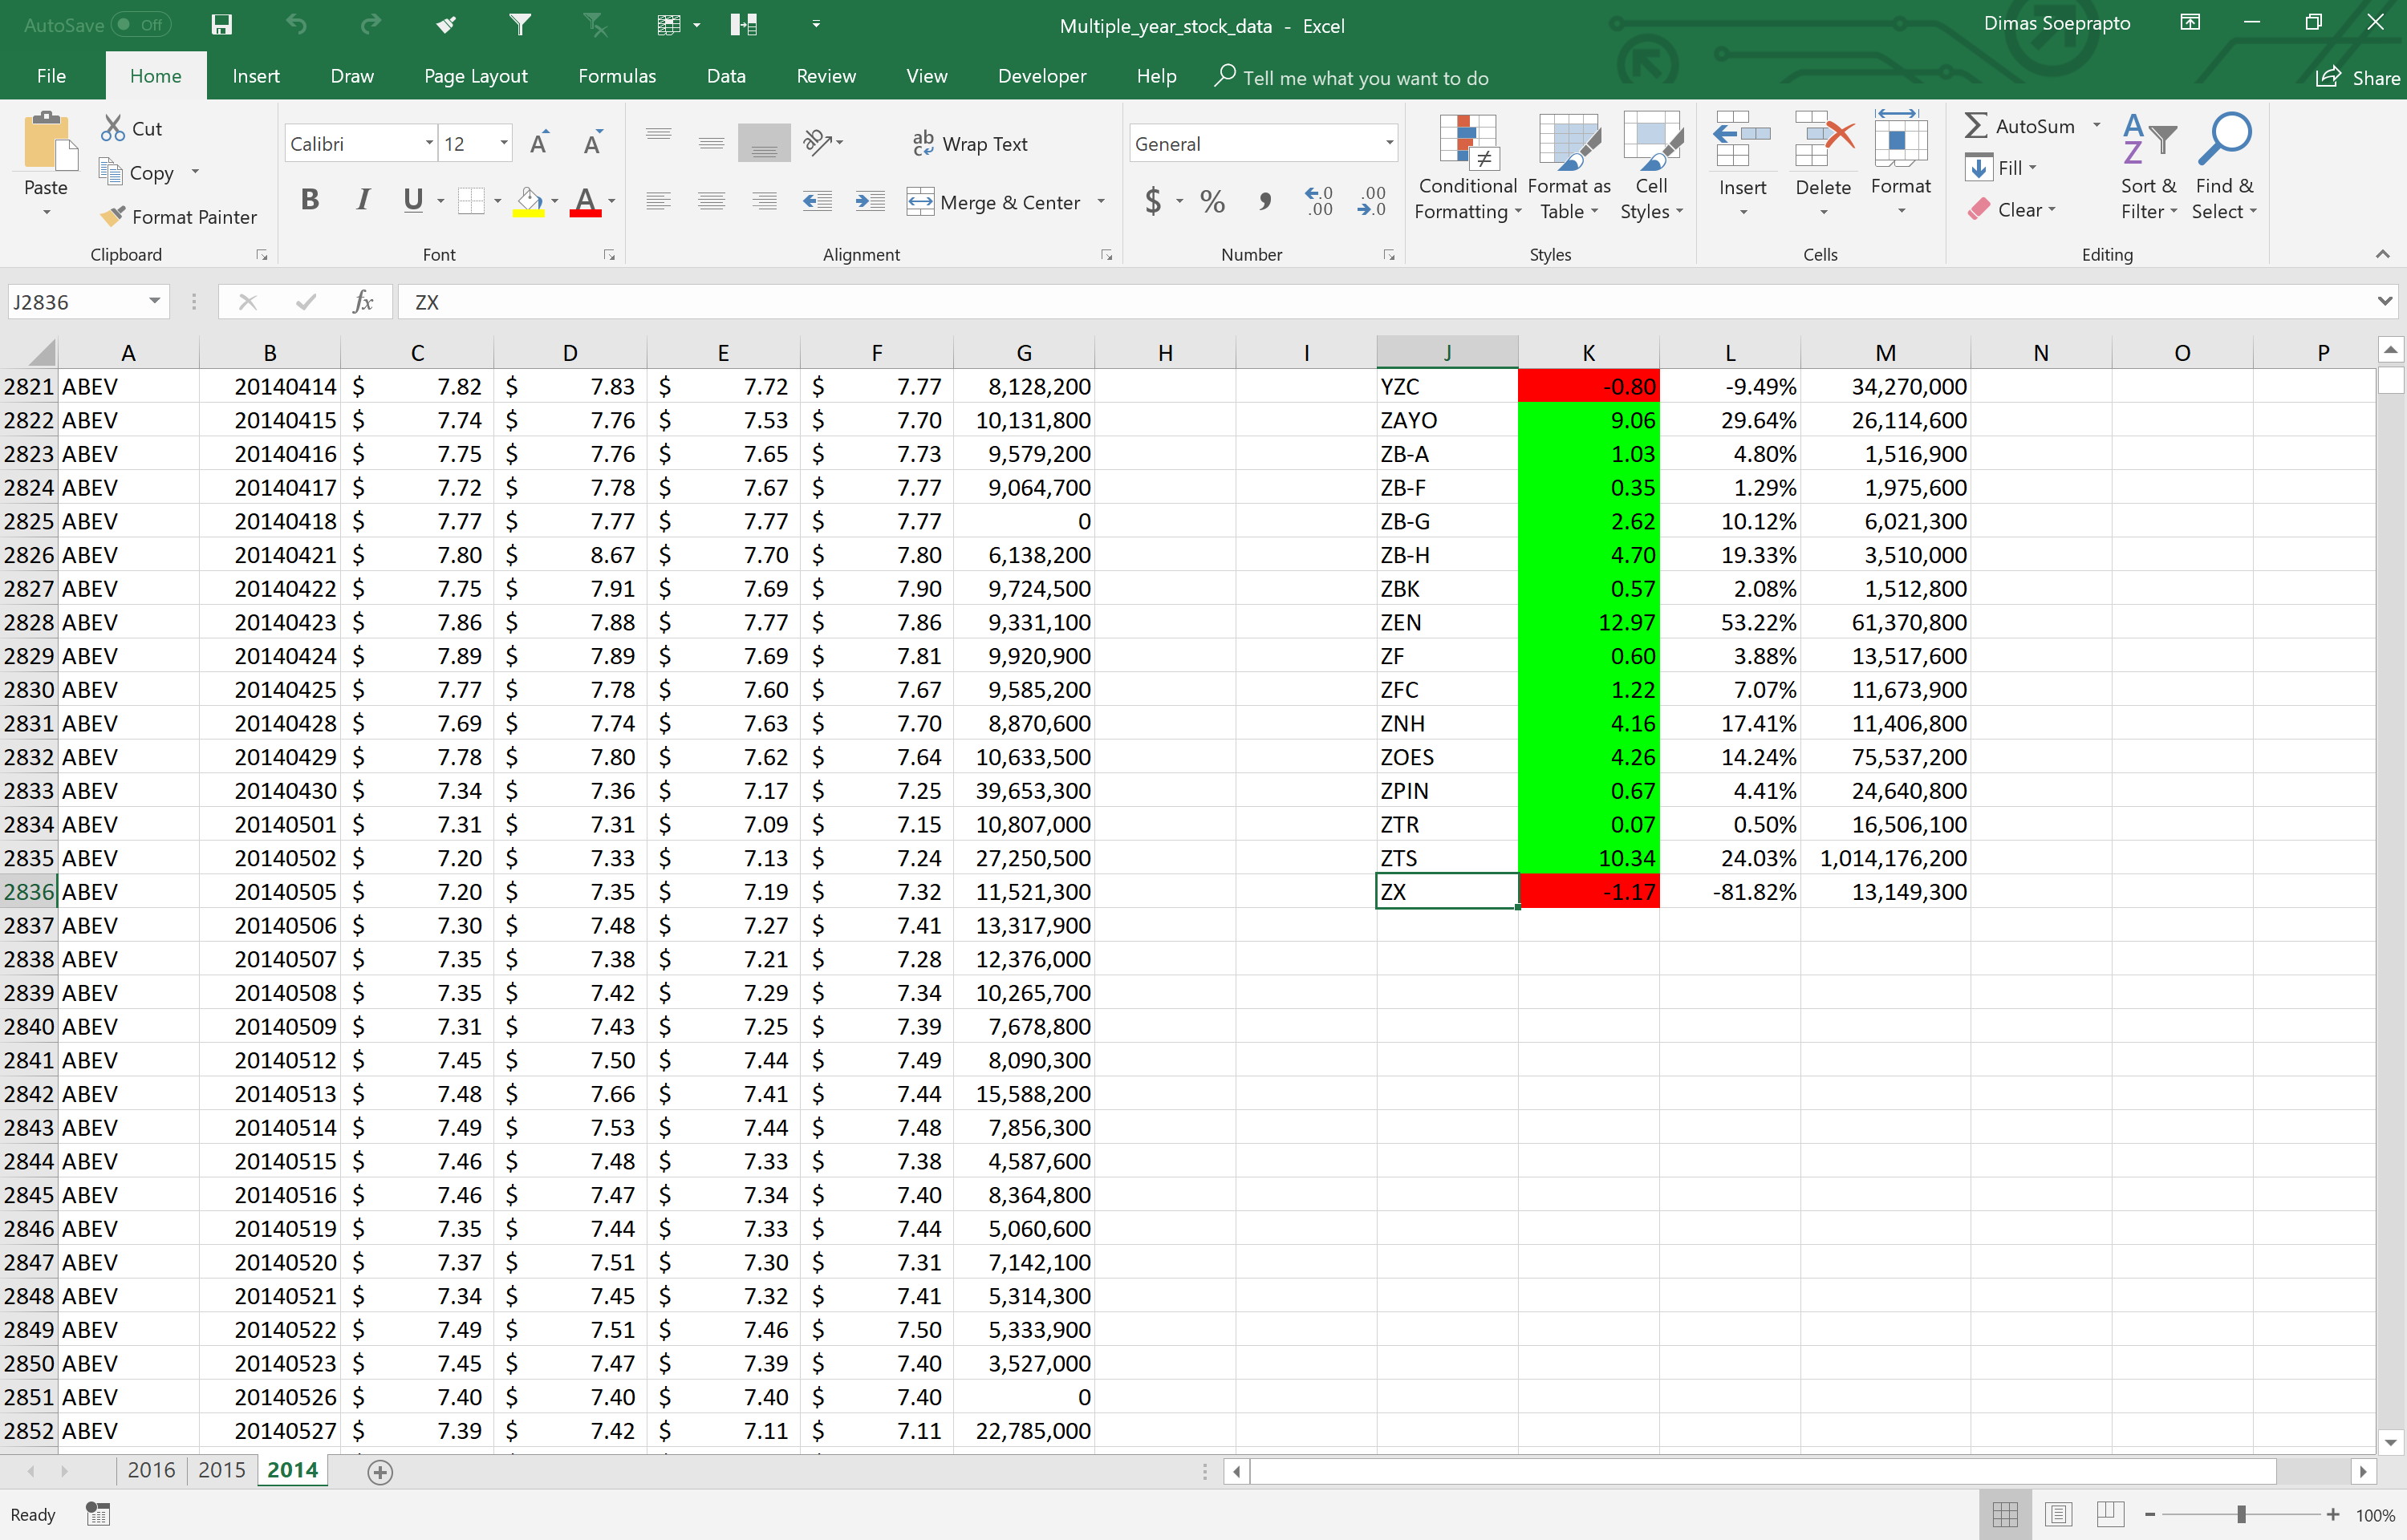 AutoSave Off Multiple_year_stock_data - Excel Dimas Soeprapto
File Home Insert Draw Page Layout Formulas Data Review View Developer Help Tell me what you want to do Share
Paste Cut Copy Format Painter Clipboard
Calibri 12 A A B I U A Font
ab c Wrap Text Merge & Center Alignment
General $ % , .0 .00 .00 .0 Number
Conditional Formatting Format as Table Cell Styles Styles
Insert Delete Format Cells
AutoSum Fill Clear A Z Sort & Filter Find & Select Editing
J2836 fx ZX
A B C D E F G H I J K L M N O P
2821 ABEV 20140414 $ 7.82 $ 7.83 $ 7.72 $ 7.77 8,128,200 YZC -0.80 -9.49% 34,270,000
2822 ABEV 20140415 $ 7.74 $ 7.76 $ 7.53 $ 7.70 10,131,800 ZAYO 9.06 29.64% 26,114,600
2823 ABEV 20140416 $ 7.75 $ 7.76 $ 7.65 $ 7.73 9,579,200 ZB-A 1.03 4.80% 1,516,900
2824 ABEV 20140417 $ 7.72 $ 7.78 $ 7.67 $ 7.77 9,064,700 ZB-F 0.35 1.29% 1,975,600
2825 ABEV 20140418 $ 7.77 $ 7.77 $ 7.77 $ 7.77 0 ZB-G 2.62 10.12% 6,021,300
2826 ABEV 20140421 $ 7.80 $ 8.67 $ 7.70 $ 7.80 6,138,200 ZB-H 4.70 19.33% 3,510,000
2827 ABEV 20140422 $ 7.75 $ 7.91 $ 7.69 $ 7.90 9,724,500 ZBK 0.57 2.08% 1,512,800
2828 ABEV 20140423 $ 7.86 $ 7.88 $ 7.77 $ 7.86 9,331,100 ZEN 12.97 53.22% 61,370,800
2829 ABEV 20140424 $ 7.89 $ 7.89 $ 7.69 $ 7.81 9,920,900 ZF 0.60 3.88% 13,517,600
2830 ABEV 20140425 $ 7.77 $ 7.78 $ 7.60 $ 7.67 9,585,200 ZFC 1.22 7.07% 11,673,900
2831 ABEV 20140428 $ 7.69 $ 7.74 $ 7.63 $ 7.70 8,870,600 ZNH 4.16 17.41% 11,406,800
2832 ABEV 20140429 $ 7.78 $ 7.80 $ 7.62 $ 7.64 10,633,500 ZOES 4.26 14.24% 75,537,200
2833 ABEV 20140430 $ 7.34 $ 7.36 $ 7.17 $ 7.25 39,653,300 ZPIN 0.67 4.41% 24,640,800
2834 ABEV 20140501 $ 7.31 $ 7.31 $ 7.09 $ 7.15 10,807,000 ZTR 0.07 0.50% 16,506,100
2835 ABEV 20140502 $ 7.20 $ 7.33 $ 7.13 $ 7.24 27,250,500 ZTS 10.34 24.03% 1,014,176,200
2836 ABEV 20140505 $ 7.20 $ 7.35 $ 7.19 $ 7.32 11,521,300 ZX -1.17 -81.82% 13,149,300
2837 ABEV 20140506 $ 7.30 $ 7.48 $ 7.27 $ 7.41 13,317,900
2838 ABEV 20140507 $ 7.35 $ 7.38 $ 7.21 $ 7.28 12,376,000
2839 ABEV 20140508 $ 7.35 $ 7.42 $ 7.29 $ 7.34 10,265,700
2840 ABEV 20140509 $ 7.31 $ 7.43 $ 7.25 $ 7.39 7,678,800
2841 ABEV 20140512 $ 7.45 $ 7.50 $ 7.44 $ 7.49 8,090,300
2842 ABEV 20140513 $ 7.48 $ 7.66 $ 7.41 $ 7.44 15,588,200
2843 ABEV 20140514 $ 7.49 $ 7.53 $ 7.44 $ 7.48 7,856,300
2844 ABEV 20140515 $ 7.46 $ 7.48 $ 7.33 $ 7.38 4,587,600
2845 ABEV 20140516 $ 7.46 $ 7.47 $ 7.34 $ 7.40 8,364,800
2846 ABEV 20140519 $ 7.35 $ 7.44 $ 7.33 $ 7.44 5,060,600
2847 ABEV 20140520 $ 7.37 $ 7.51 $ 7.30 $ 7.31 7,142,100
2848 ABEV 20140521 $ 7.34 $ 7.45 $ 7.32 $ 7.41 5,314,300
2849 ABEV 20140522 $ 7.49 $ 7.51 $ 7.46 $ 7.50 5,333,900
2850 ABEV 20140523 $ 7.45 $ 7.47 $ 7.39 $ 7.40 3,527,000
2851 ABEV 20140526 $ 7.40 $ 7.40 $ 7.40 $ 7.40 0
2852 ABEV 20140527 $ 7.39 $ 7.42 $ 7.11 $ 7.11 22,785,000
2016 2015 2014
Ready 100%